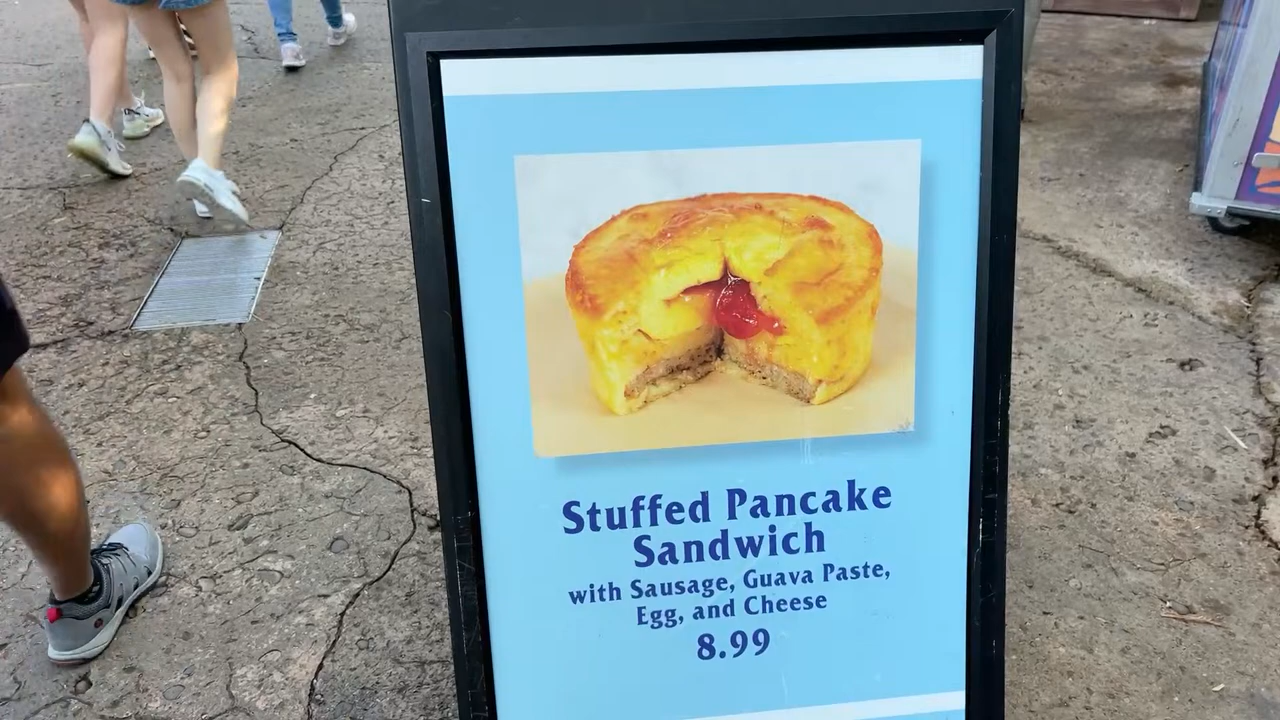 Stuffed Pancake
Sandwich
with Sausage, Guava Paste,
Egg, and Cheese
8.99